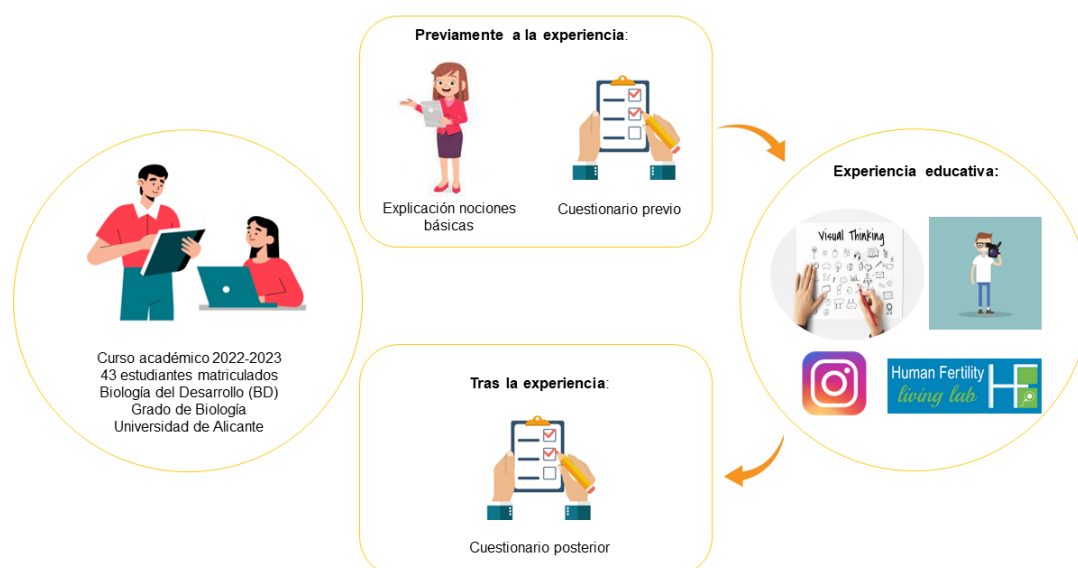 Previamente a la experiencia:
Explicación nociones
básicas
Cuestionario previo
Experiencia educativa:
Visual Thinking
Human Fertility
living lab
HF
Curso académico 2022-2023
43 estudiantes matriculados
Biología del Desarrollo (BD)
Grado de Biología
Universidad de Alicante
Tras la experiencia:
Cuestionario posterior